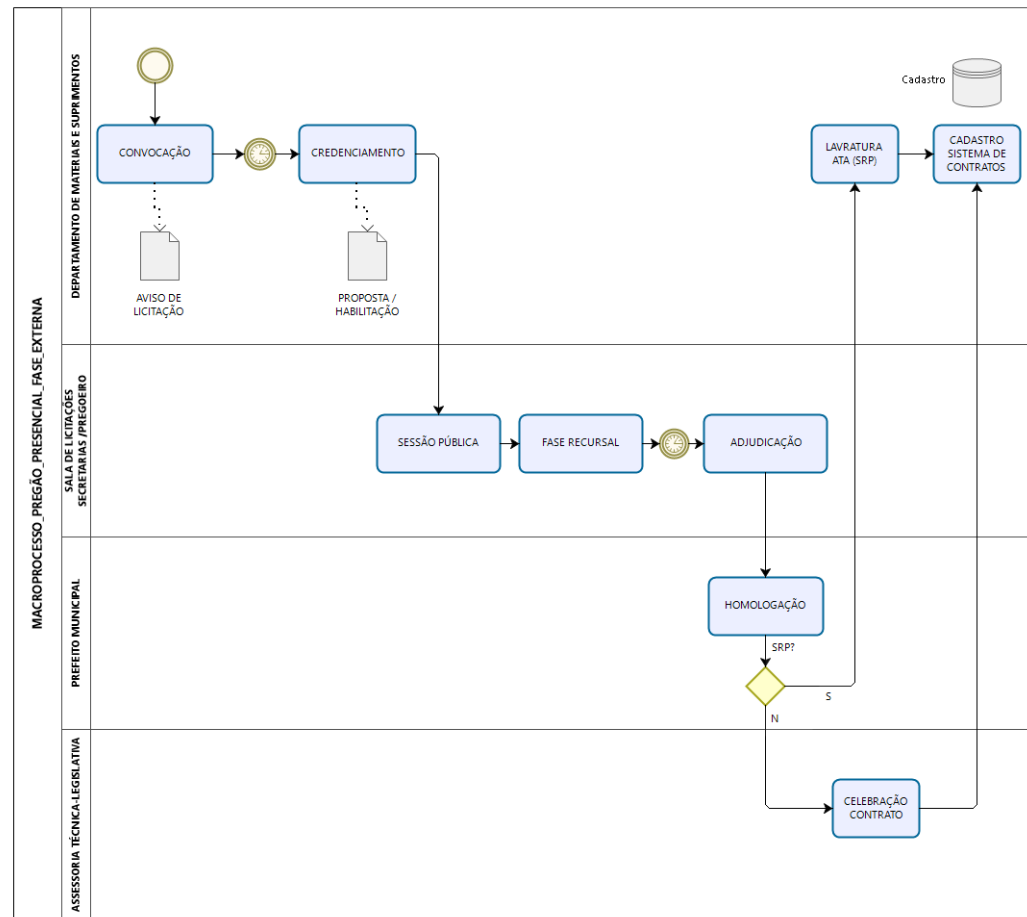 MACROPROCESSO_PREGÃO_PRESENCIAL_FASE_EXTERNA
DEPARTAMENTO DE MATERIAIS E SUPRIMENTOS
Cadastro
CONVOCAÇÃO
CREDENCIAMENTO
LAVRATURA
ATA (SRP)
CADASTRO
SISTEMA DE
CONTRATOS
AVISO DE
LICITAÇÃO
PROPOSTA /
HABILITAÇÃO
SALA DE LICITAÇÕES
SECRETARIAS /PREGOEIRO
SESSÃO PÚBLICA
FASE RECURSAL
ADJUDICAÇÃO
PREFEITO MUNICIPAL
HOMOLOGAÇÃO
SRP?
S
N
ASSESSORIA TÉCNICA-LEGISLATIVA
CELEBRAÇÃO
CONTRATO